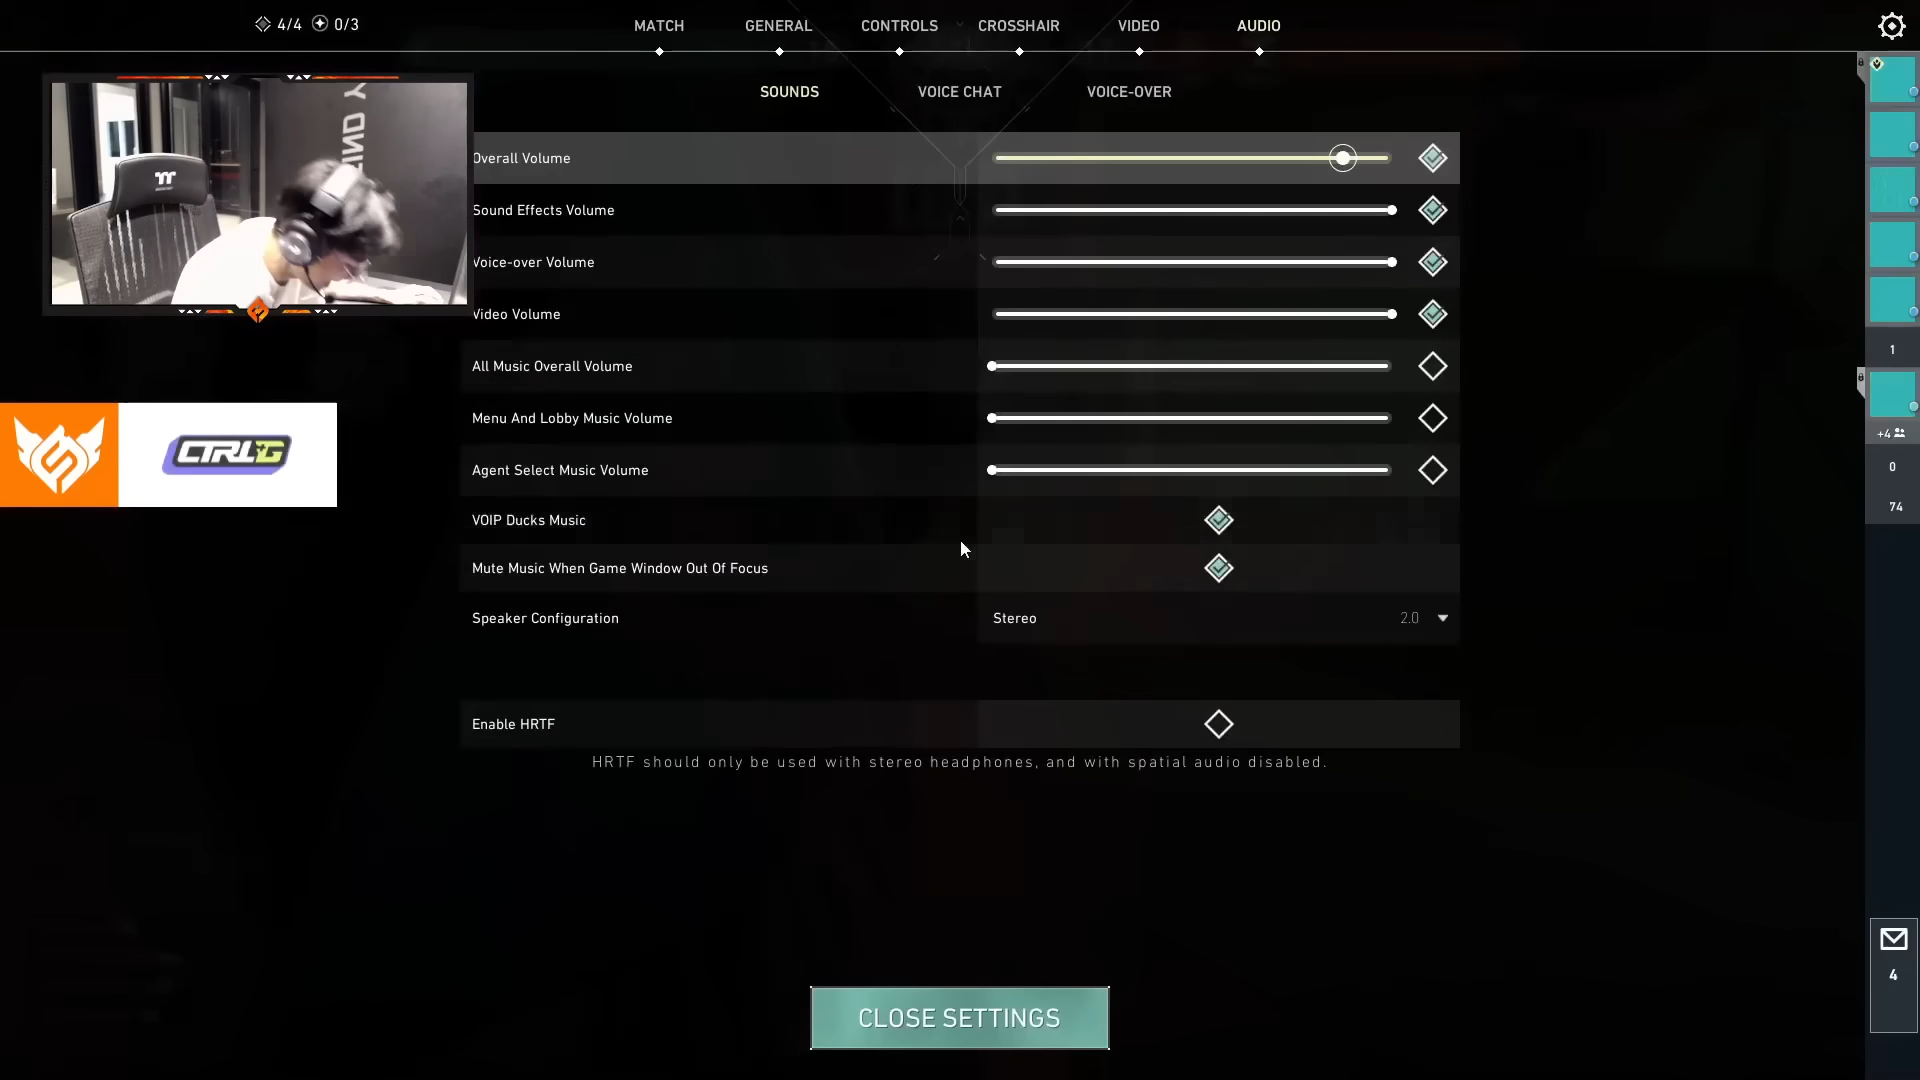 4/4 0/3
MATCH GENERAL CONTROLS CROSSHAIR VIDEO AUDIO
SOUNDS VOICE CHAT VOICE-OVER
Overall Volume
Sound Effects Volume
Voice-over Volume
Video Volume
All Music Overall Volume
Menu And Lobby Music Volume
Agent Select Music Volume
VOIP Ducks Music
Mute Music When Game Window Out Of Focus
Speaker Configuration Stereo 2.0
Enable HRTF
HRTF should only be used with stereo headphones, and with spatial audio disabled.
CLOSE SETTINGS
CTRLG
1
+4
0
74
4